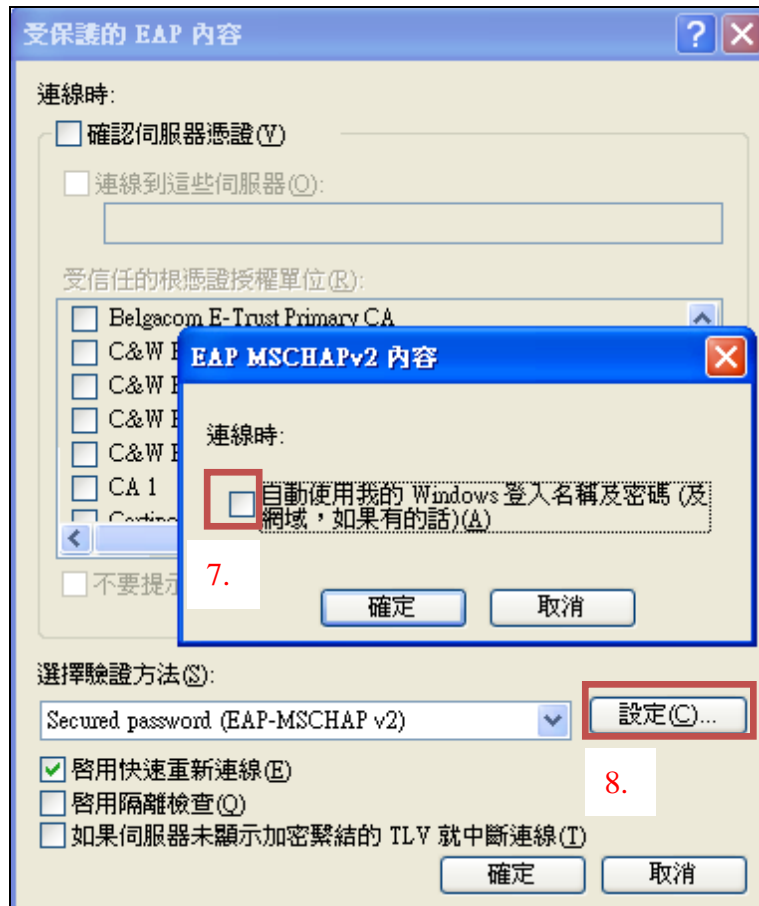 受保護的 EAP 內容
連線時:
確認伺服器憑證(V)
連線到這些伺服器(O):
受信任的根憑證授權單位(R):
Belgacom E-Trust Primary CA
C&W
C&W
C&W
C&W
CA 1
EAP MSCHAPv2 內容
連線時:
自動使用我的 Windows 登入名稱及密碼 (及
網域，如果有的話)(A)
7.
確定 取消
不要提示
選擇驗證方法(S):
Secured password (EAP-MSCHAP v2) 設定(C)...
8.
啟用快速重新連線(E)
啟用隔離檢查(Q)
如果伺服器未顯示加密繫結的 TLV 就中斷連線(T)
確定 取消